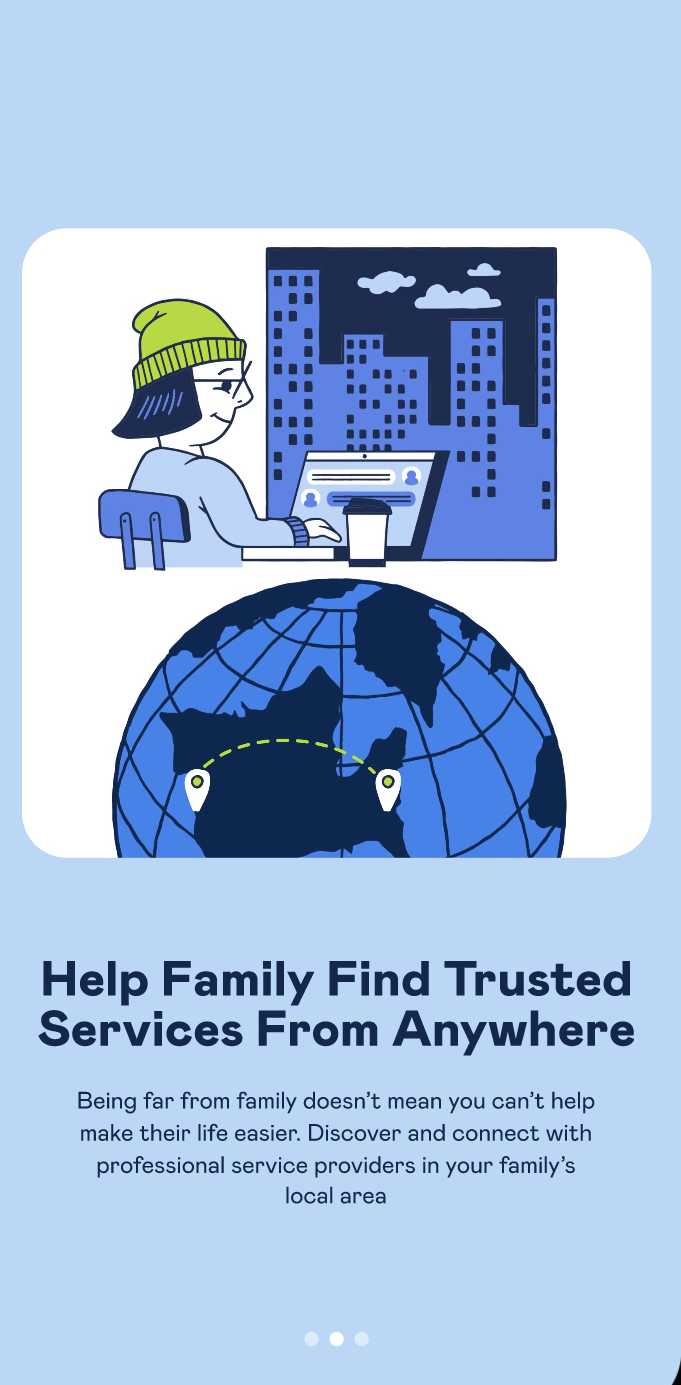 Help Family Find Trusted
Services From Anywhere
Being far from family doesn’t mean you can’t help
make their life easier. Discover and connect with
professional service providers in your family’s
local area